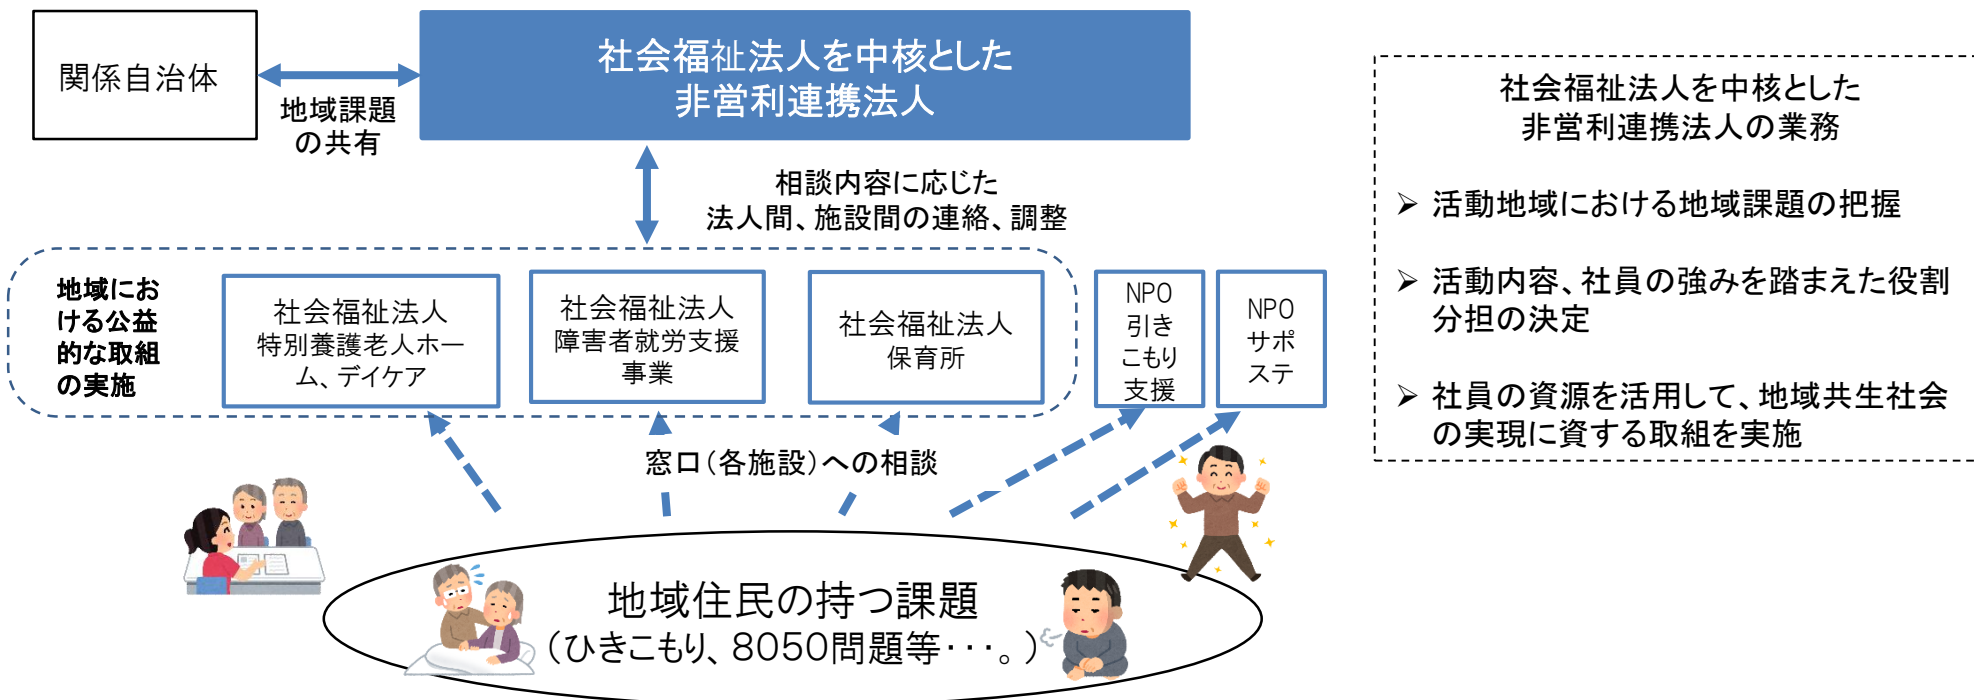 関係自治体
地域課題
の共有
社会福祉法人を中核とした
非営利連携法人
相談内容に応じた
法人間、施設間の連絡、調整
地域にお
ける公益
的な取組
の実施
社会福祉法人
特別養護老人ホー
ム、デイケア
社会福祉法人
障害者就労支援
事業
社会福祉法人
保育所
NPO
引き
こもり
支援
NPO
サポ
ステ
窓口(各施設)への相談
地域住民の持つ課題
(ひきこもり、8050問題等・・・。)
社会福祉法人を中核とした
非営利連携法人の業務
➢ 活動地域における地域課題の把握
➢ 活動内容、社員の強みを踏まえた役割
分担の決定
➢ 社員の資源を活用して、地域共生社会
の実現に資する取組を実施